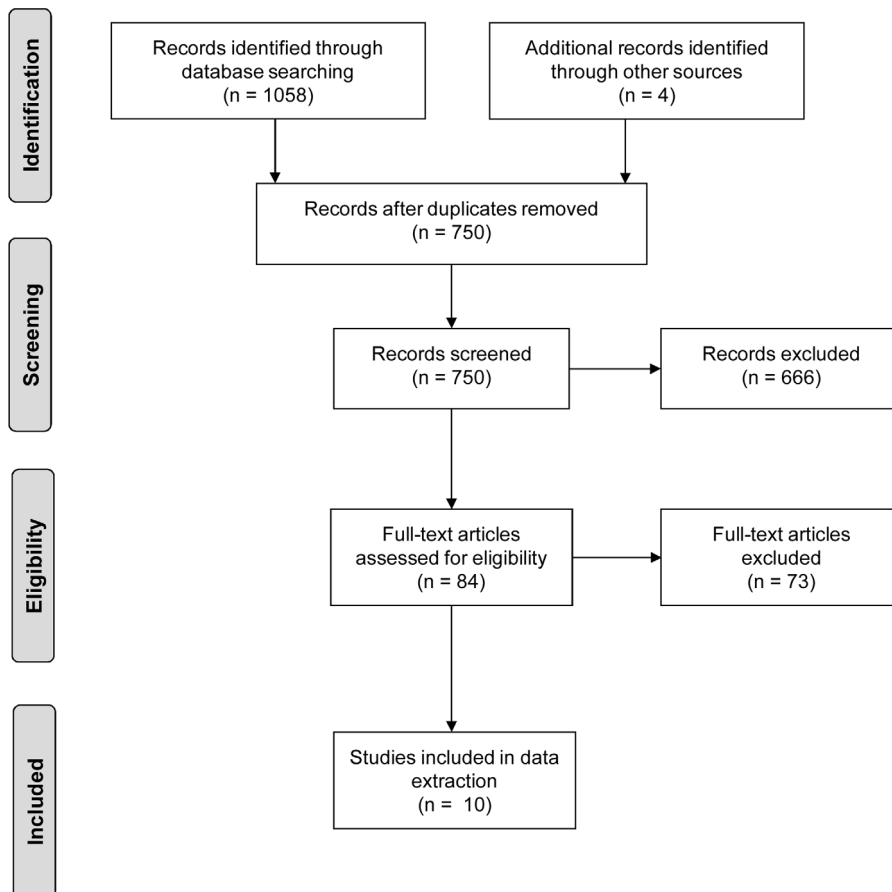 Identification
Records identified through
database searching
(n = 1058)
Additional records identified
through other sources
(n = 4)
Records after duplicates removed
(n = 750)
Screening
Records screened
(n = 750)
Records excluded
(n = 666)
Eligibility
Full-text articles
assessed for eligibility
(n = 84)
Full-text articles
excluded
(n = 73)
Included
Studies included in data
extraction
(n = 10)